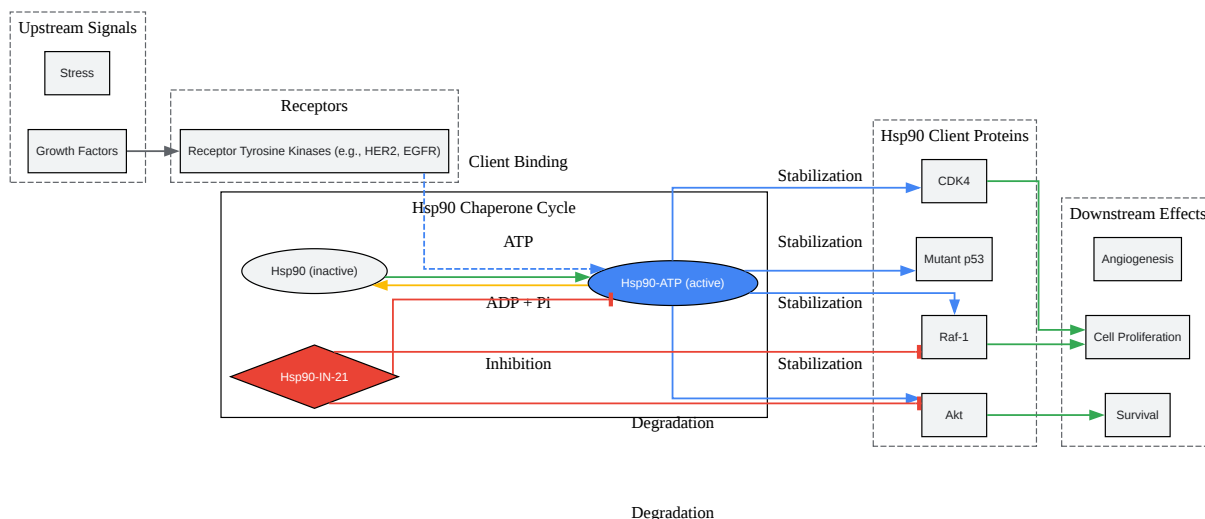 Upstream Signals
Stress
Growth Factors
Receptors
Receptor Tyrosine Kinases (e.g., HER2, EGFR)
Client Binding
Hsp90 Chaperone Cycle
ATP
Hsp90 (inactive)
Hsp90-ATP (active)
ADP + Pi
Hsp90-IN-21
Inhibition
Degradation
Degradation
Stabilization
Stabilization
Stabilization
Stabilization
Hsp90 Client Proteins
CDK4
Mutant p53
Raf-1
Akt
Downstream Effects
Angiogenesis
Cell Proliferation
Survival